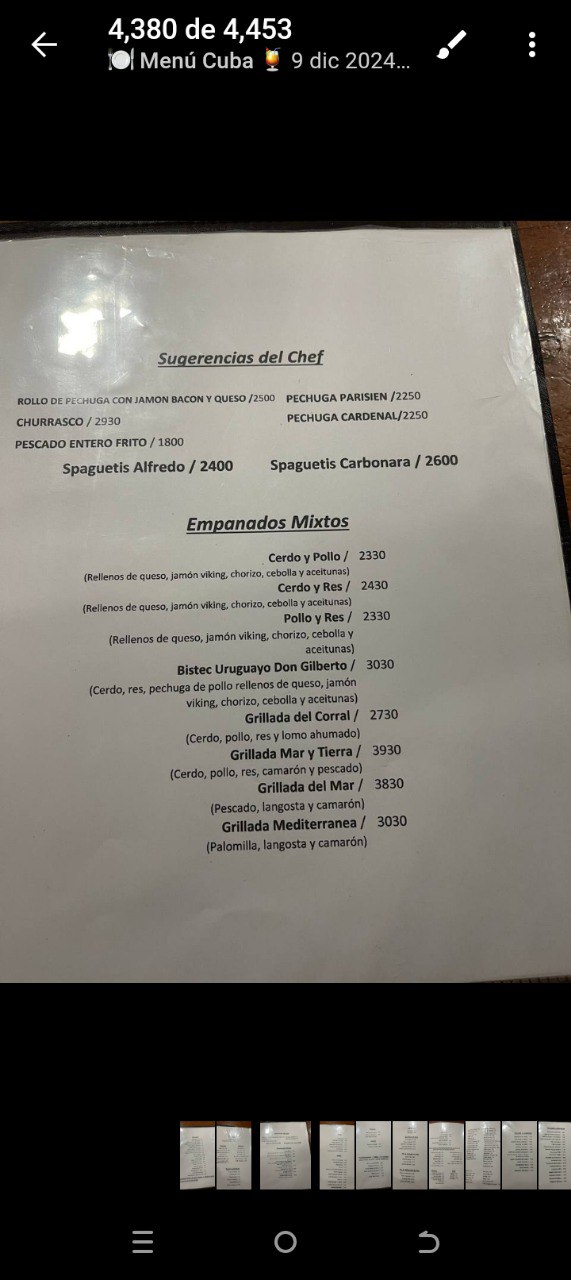 4,380 de 4,453
🍽 Menú Cuba 🍹 9 dic 2024...
Sugerencias del Chef
ROLLO DE PECHUGA CON JAMON BACON Y QUESO /2500 PECHUGA PARISIEN /2250
CHURRASCO / 2930 PECHUGA CARDENAL/2250
PESCADO ENTERO FRITO / 1800
Spaguetis Alfredo / 2400 Spaguetis Carbonara / 2600
Empanados Mixtos
Cerdo y Pollo / 2330
(Rellenos de queso, jamón viking, chorizo, cebolla y aceitunas)
Cerdo y Res / 2430
(Rellenos de queso, jamón viking, chorizo, cebolla y aceitunas)
Pollo y Res / 2330
(Rellenos de queso, jamón viking, chorizo, cebolla y
aceitunas)
Bistec Uruguayo Don Gilberto / 3030
(Cerdo, res, pechuga de pollo rellenos de queso, jamón
viking, chorizo, cebolla y aceitunas)
Grillada del Corral / 2730
(Cerdo, pollo, res y lomo ahumado)
Grillada Mar y Tierra / 3930
(Cerdo, pollo, res, camarón y pescado)
Grillada del Mar / 3830
(Pescado, langosta y camarón)
Grillada Mediterranea / 3030
(Palomilla, langosta y camarón)